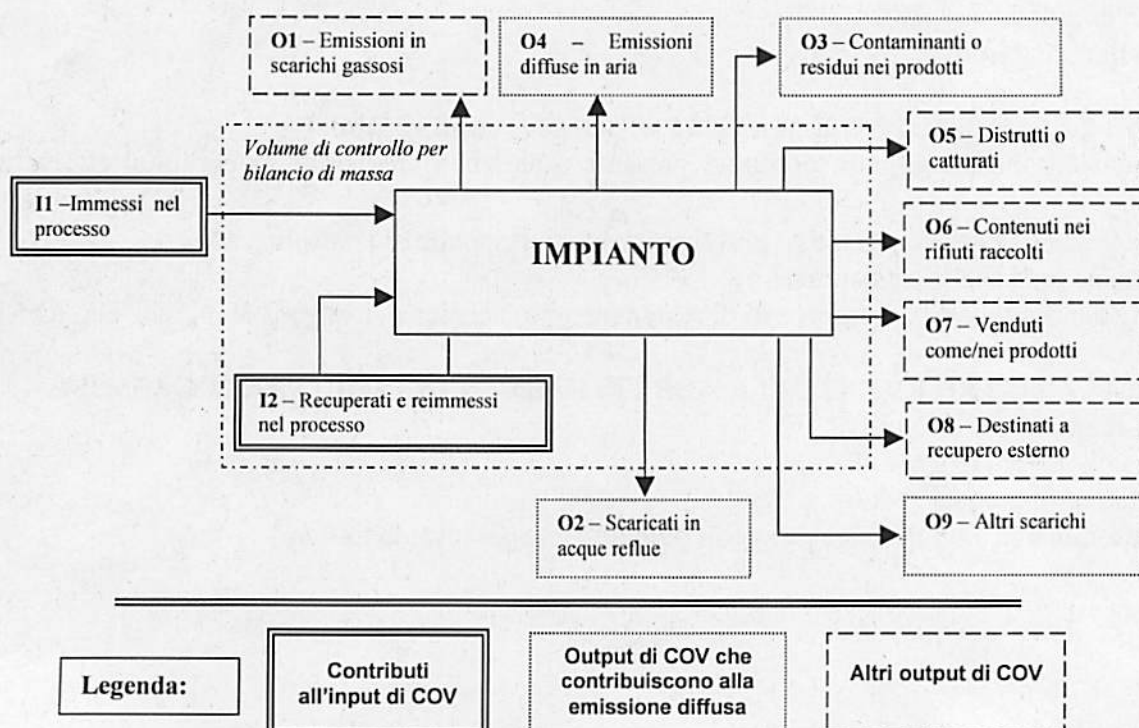 O1 – Emissioni in
scarichi gassosi
O4 – Emissioni
diffuse in aria
O3 – Contaminanti o
residui nei prodotti
Volume di controllo per
bilancio di massa
O5 – Distrutti o
catturati
I1 –Immessi nel
processo
IMPIANTO
O6 – Contenuti nei
rifiuti raccolti
O7 – Venduti
come/nei prodotti
I2 – Recuperati e reimmessi
nel processo
O8 – Destinati a
recupero esterno
O2 – Scaricati in
acque reflue
O9 – Altri scarichi
Legenda:
Contributi
all'input di COV
Output di COV che
contribuiscono alla
emissione diffusa
Altri output di COV